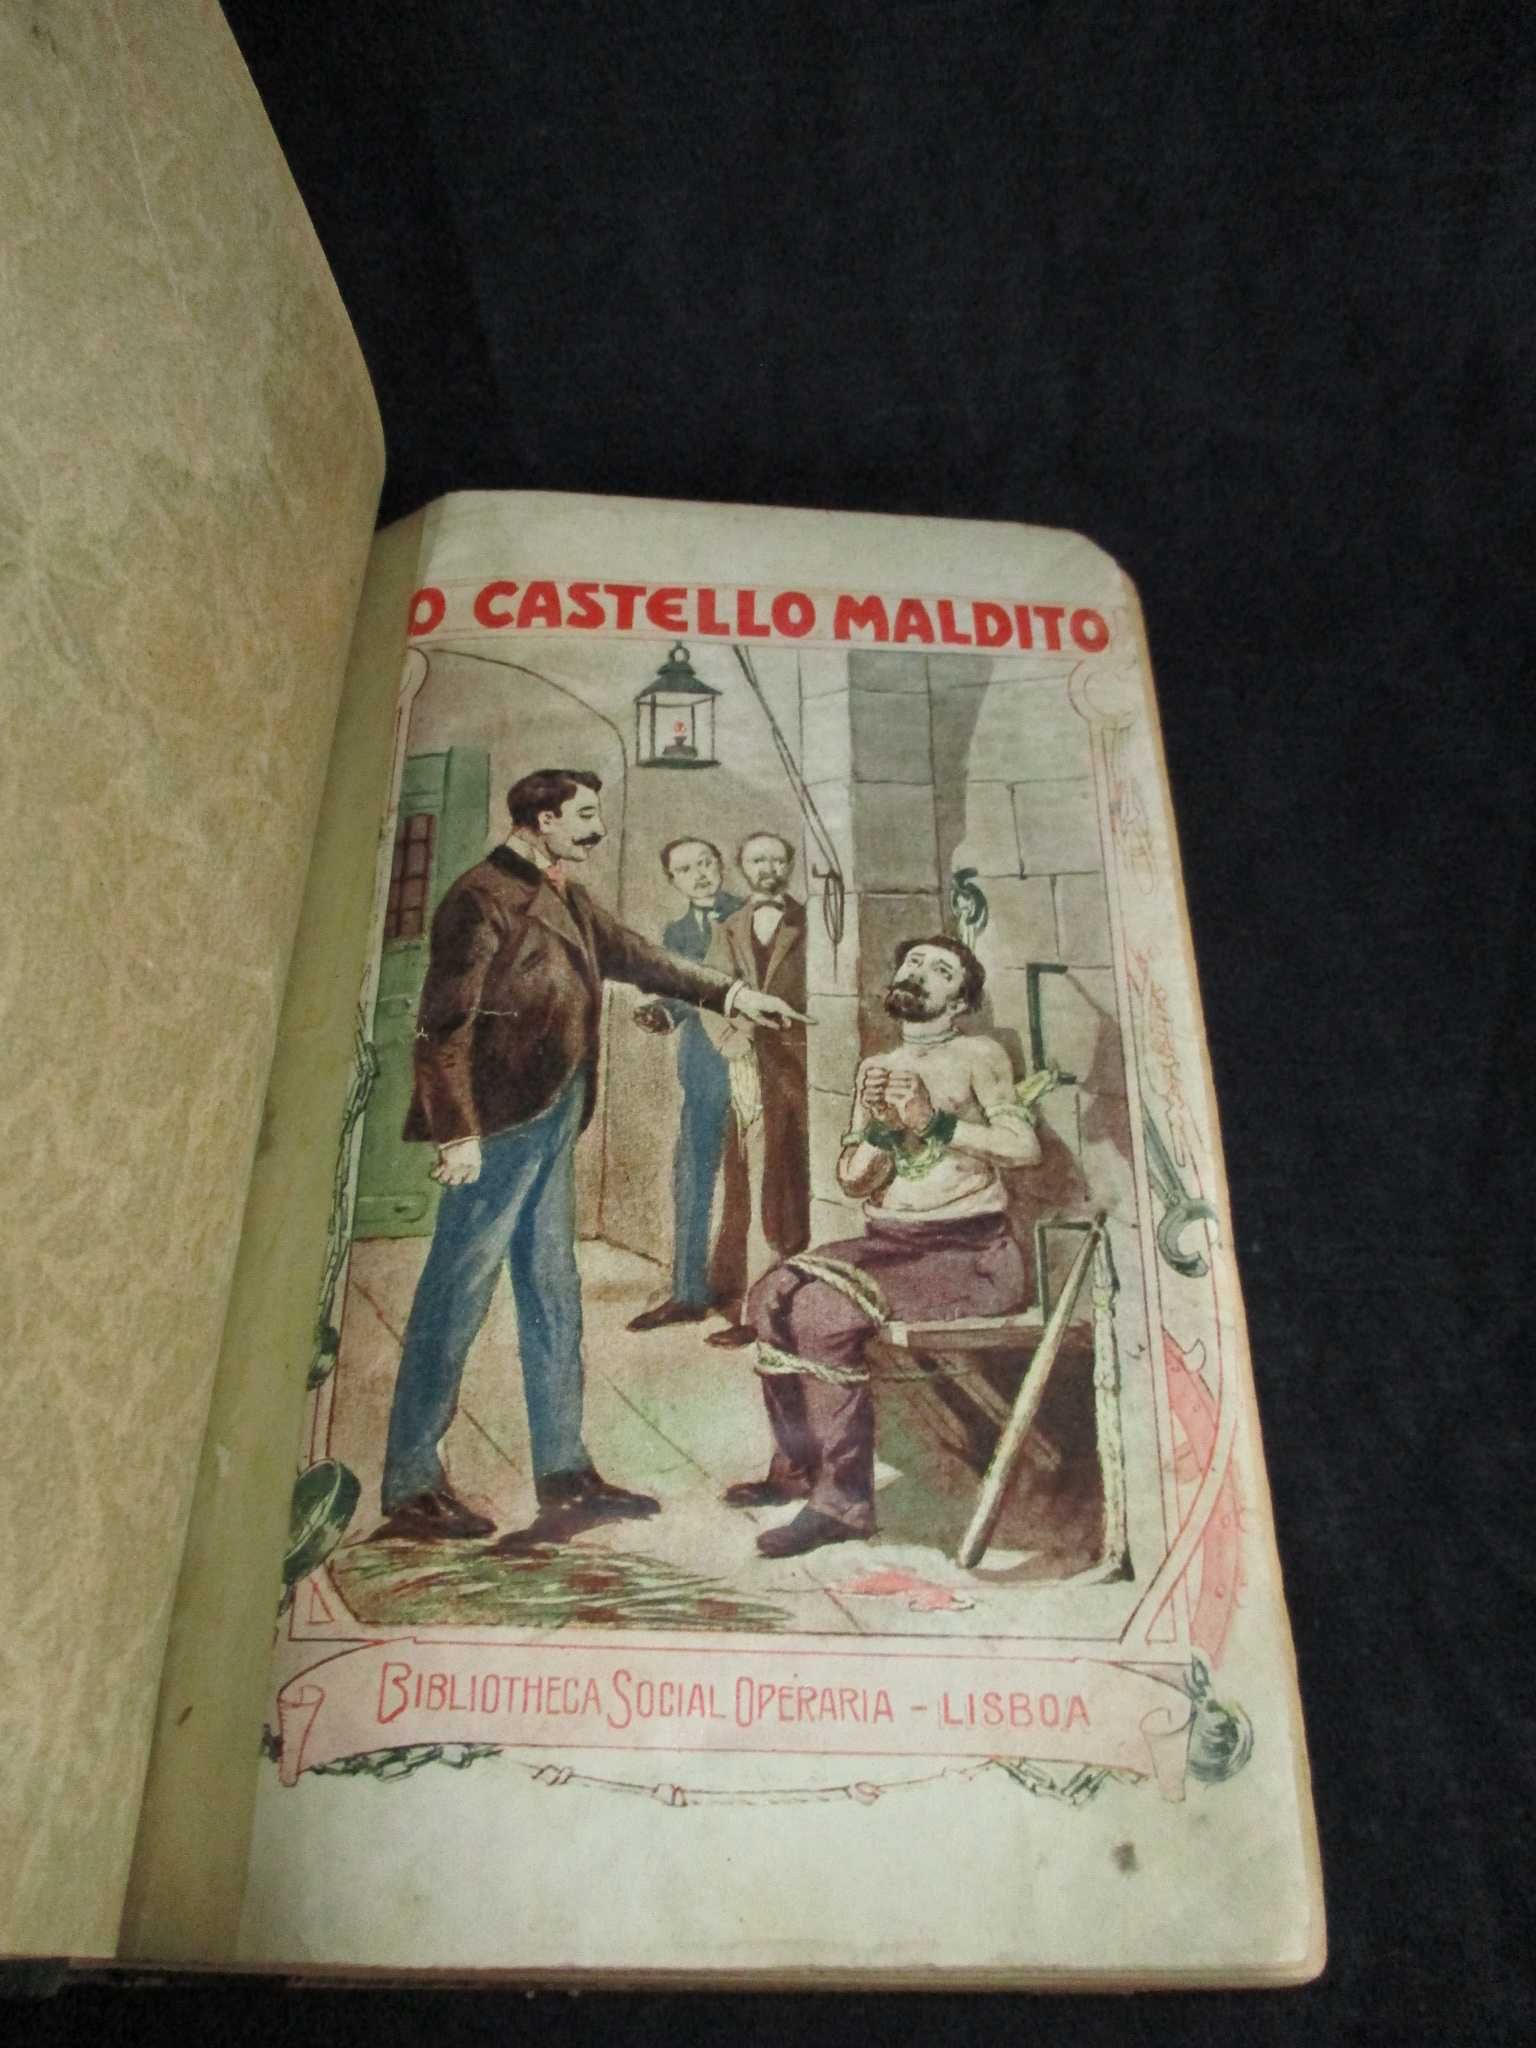 O CASTELLO MALDITO
BIBLIOTHECA SOCIAL OPERARIA - LISBOA